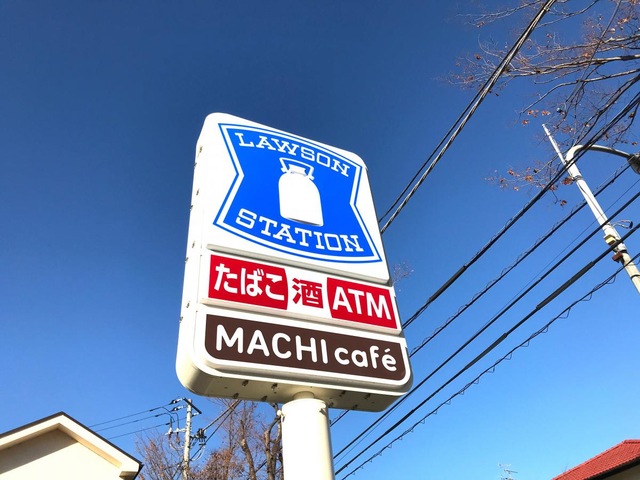 LAWSON
STATION
たばこ 酒 ATM
MACHI café